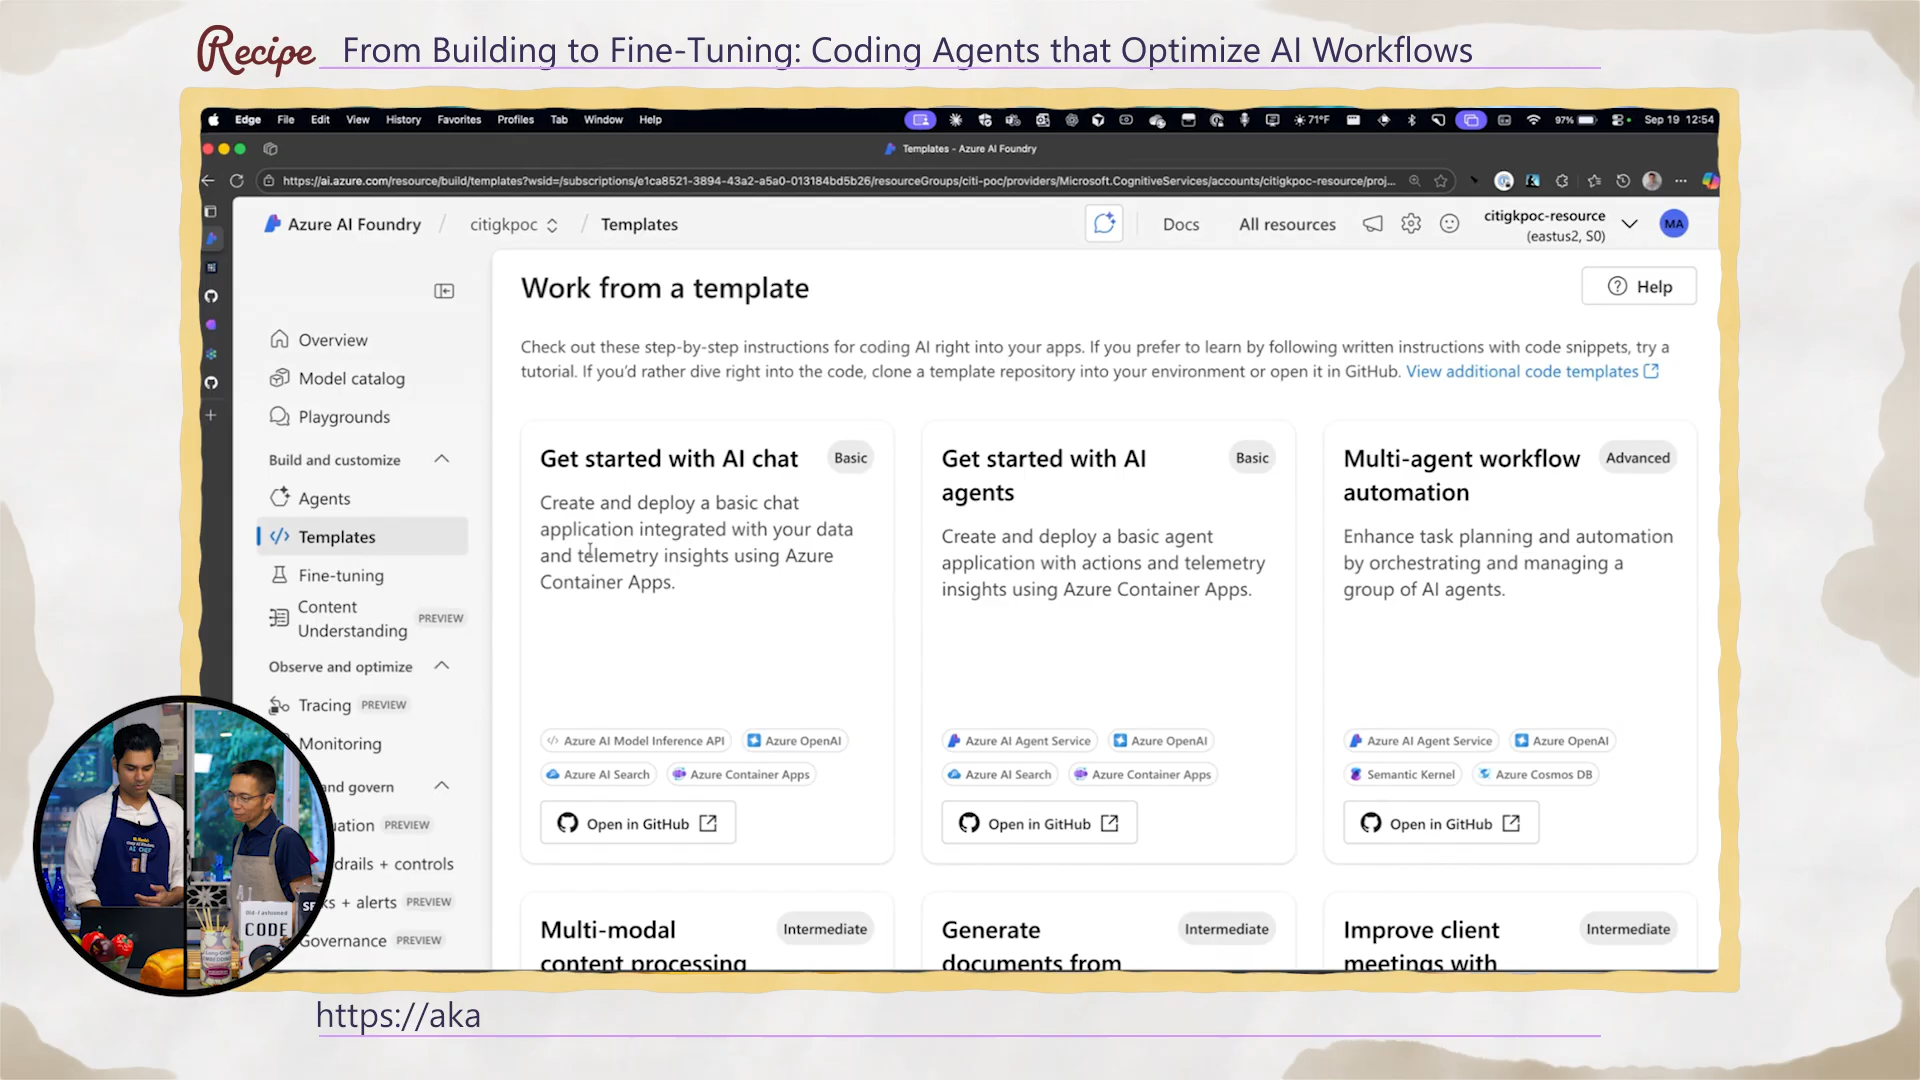 Recipe From Building to Fine-Tuning: Coding Agents that Optimize AI Workflows
Edge File Edit View History Favorites Profiles Tab Window Help 71°F 97% Sep 19 12:54
Templates - Azure AI Foundry
https://ai.azure.com/resource/build/templates?wsid=/subscriptions/e1ca8521-3894-43a2-a5a0-013184bd5b26/resourceGroups/citi-poc/providers/Microsoft.CognitiveServices/accounts/citigkpoc-resource/proj...
Azure AI Foundry / citigkpoc / Templates
Docs All resources
citigkpoc-resource
(eastus2, S0)
MA
Overview
Model catalog
Playgrounds
Build and customize
Agents
Templates
Fine-tuning
Content
Understanding PREVIEW
Observe and optimize
Tracing PREVIEW
Monitoring
and govern
uation PREVIEW
drails + controls
ks + alerts PREVIEW
Governance PREVIEW
Work from a template
Help
Check out these step-by-step instructions for coding AI right into your apps. If you prefer to learn by following written instructions with code snippets, try a
tutorial. If you'd rather dive right into the code, clone a template repository into your environment or open it in GitHub. View additional code templates
Get started with AI chat Basic
Create and deploy a basic chat
application integrated with your data
and telemetry insights using Azure
Container Apps.
Azure AI Model Inference API Azure OpenAI
Azure AI Search Azure Container Apps
Open in GitHub
Get started with AI
agents
Basic
Create and deploy a basic agent
application with actions and telemetry
insights using Azure Container Apps.
Azure AI Agent Service Azure OpenAI
Azure AI Search Azure Container Apps
Open in GitHub
Multi-agent workflow
automation
Advanced
Enhance task planning and automation
by orchestrating and managing a
group of AI agents.
Azure AI Agent Service Azure OpenAI
Semantic Kernel Azure Cosmos DB
Open in GitHub
Multi-modal
content processing
Intermediate
Generate
documents from
Intermediate
Improve client
meetings with
Intermediate
AI CHEF
Old-fashioned
CODE
SE
https://aka